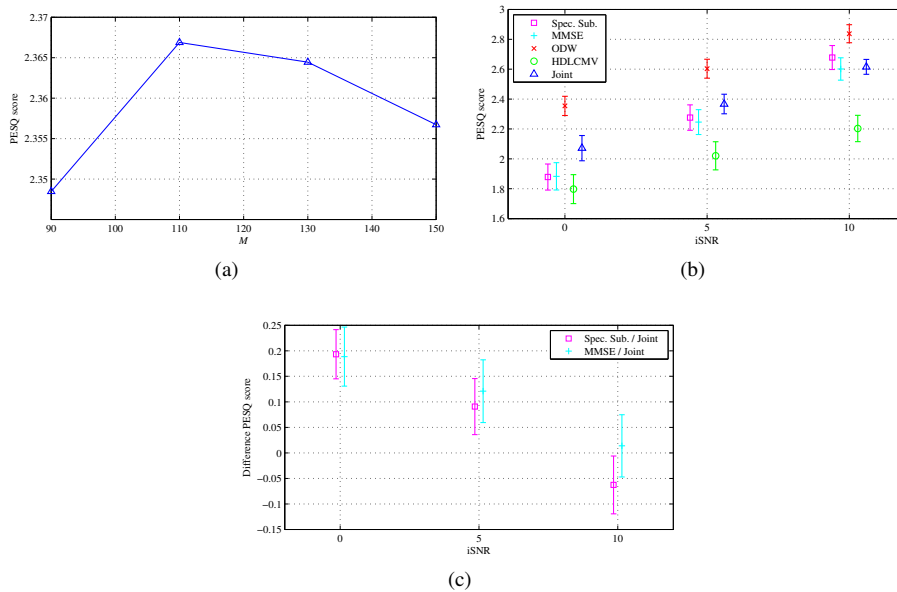 2.37
2.365
2.36
2.355
2.35
PESQ score
90 100 110 120 130 140 150
M
(a)
3
2.8
2.6
2.4
2.2
2
1.8
1.6
PESQ score
Spec. Sub.
MMSE
ODW
HDLCMV
Joint
0 5 10
iSNR
(b)
0.25
0.2
0.15
0.1
0.05
0
−0.05
−0.1
−0.15
Difference PESQ score
Spec. Sub. / Joint
MMSE / Joint
0 5 10
iSNR
(c)